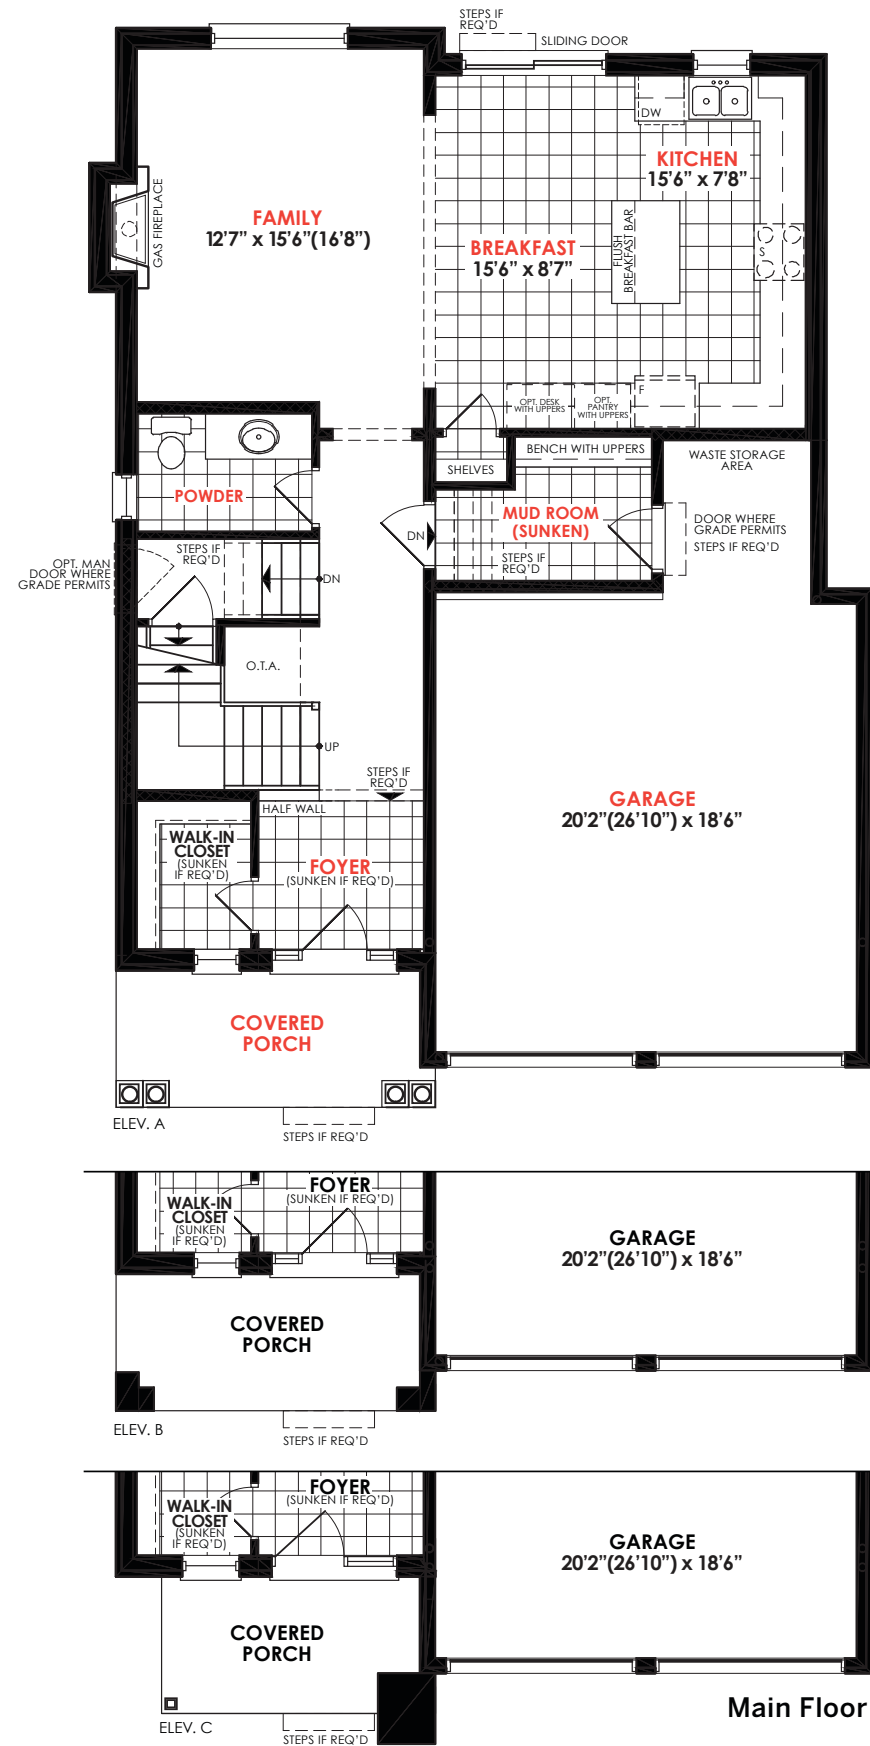 STEPS IF
REQ'D
SLIDING DOOR
DW
KITCHEN
15'6" x 7'8"
GAS FIREPLACE
FAMILY
12'7" x 15'6"(16'8")
BREAKFAST
15'6" x 8'7"
FLUSH
BREAKFAST BAR
S
F
OPT. DESK
WITH UPPERS
OPT.
PANTRY
WITH UPPERS
SHELVES
BENCH WITH UPPERS
WASTE STORAGE
AREA
POWDER
MUD ROOM
(SUNKEN)
DN
STEPS IF
REQ'D
DOOR WHERE
GRADE PERMITS
STEPS IF REQ'D
OPT. MAN
DOOR WHERE
GRADE PERMITS
STEPS IF
REQ'D
DN
O.T.A.
UP
STEPS IF
REQ'D
HALF WALL
WALK-IN
CLOSET
(SUNKEN
IF REQ'D)
FOYER
(SUNKEN IF REQ'D)
GARAGE
20'2"(26'10") x 18'6"
COVERED
PORCH
ELEV. A
STEPS IF REQ'D
FOYER
(SUNKEN IF REQ'D)
WALK-IN
CLOSET
(SUNKEN
IF REQ'D)
GARAGE
20'2"(26'10") x 18'6"
COVERED
PORCH
ELEV. B
STEPS IF REQ'D
FOYER
(SUNKEN IF REQ'D)
WALK-IN
CLOSET
(SUNKEN
IF REQ'D)
GARAGE
20'2"(26'10") x 18'6"
COVERED
PORCH
Main Floor
ELEV. C
STEPS IF REQ'D